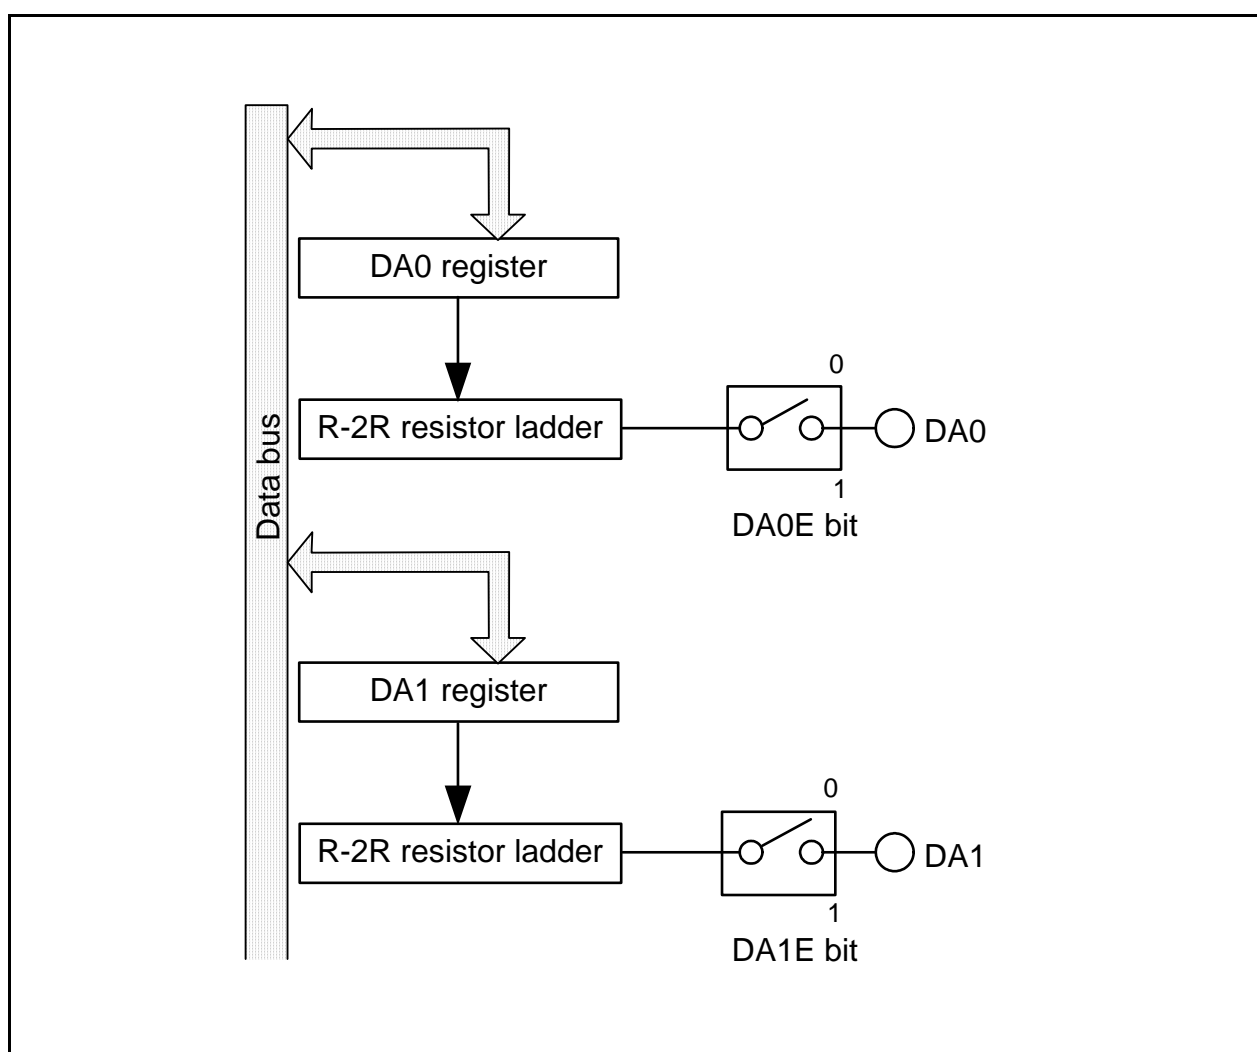 Data bus
DA0 register
R-2R resistor ladder
0
1
DA0E bit
DA0
DA1 register
R-2R resistor ladder
0
1
DA1E bit
DA1